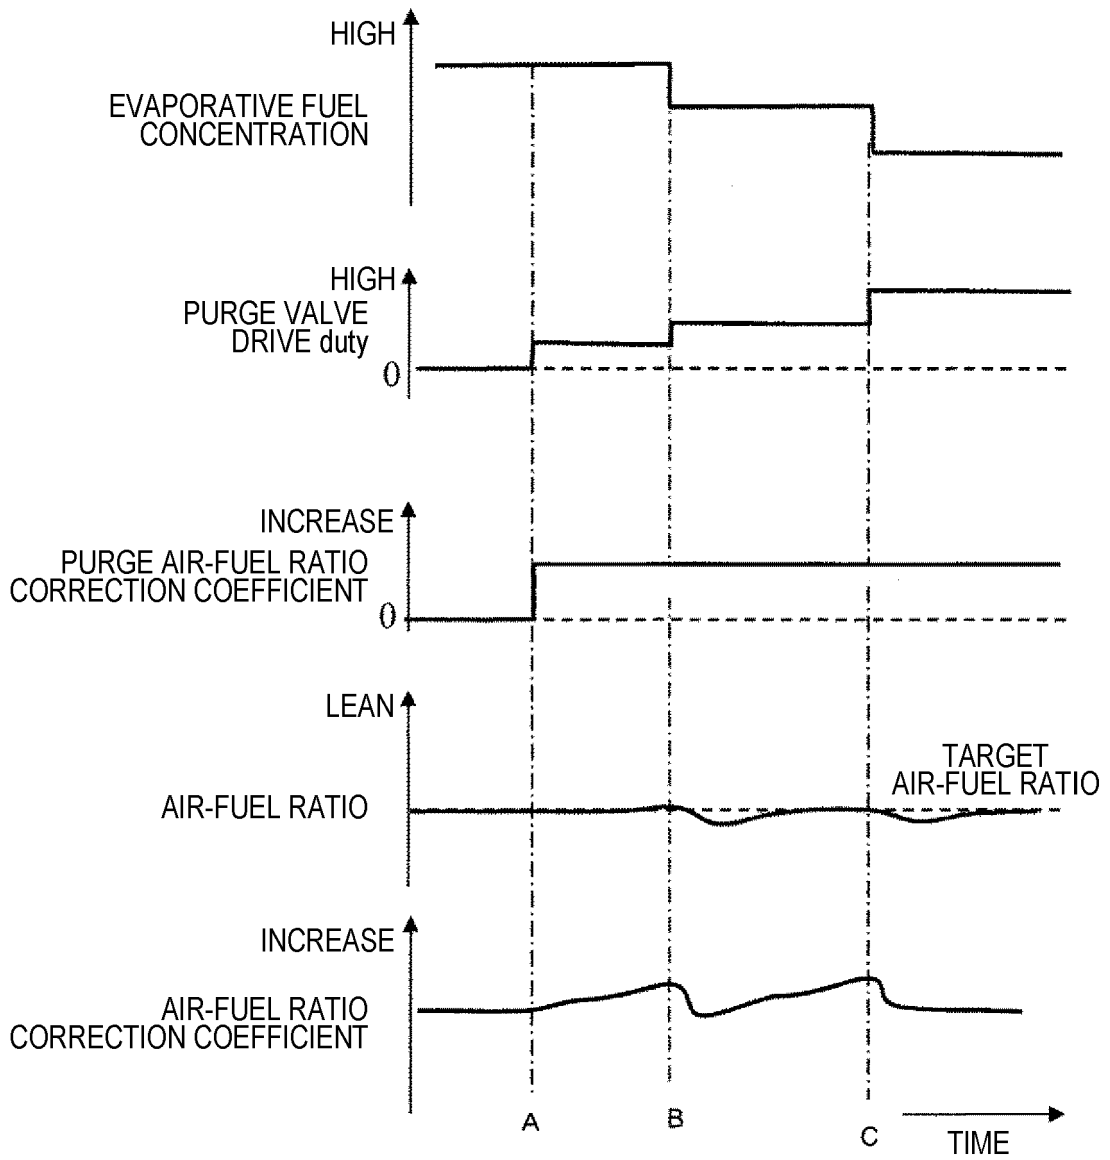 HIGH
EVAPORATIVE FUEL
CONCENTRATION
HIGH
PURGE VALVE
DRIVE duty
0
INCREASE
PURGE AIR-FUEL RATIO
CORRECTION COEFFICIENT
0
LEAN
TARGET
AIR-FUEL RATIO
AIR-FUEL RATIO
INCREASE
AIR-FUEL RATIO
CORRECTION COEFFICIENT
A
B
C
TIME